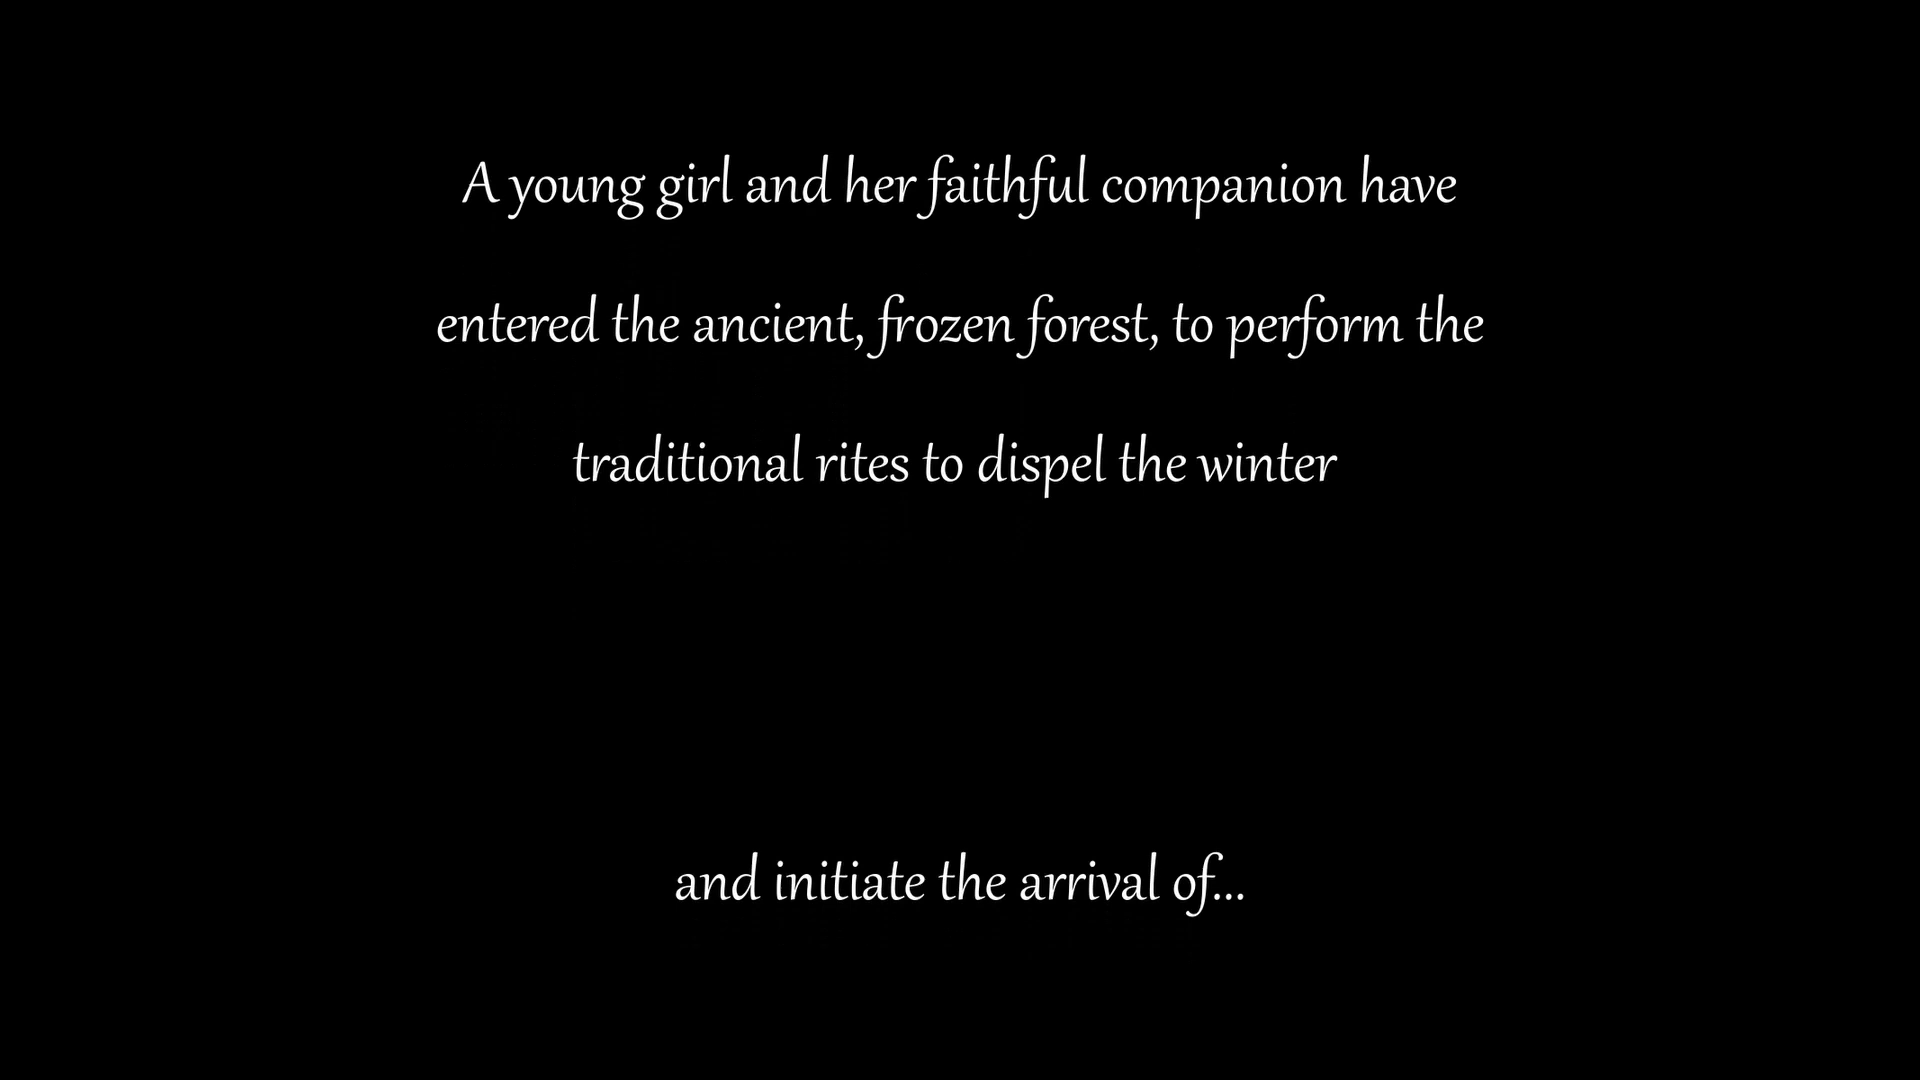 A young girl and her faithful companion have
entered the ancient, frozen forest, to perform the
traditional rites to dispel the winter
and initiate the arrival of...